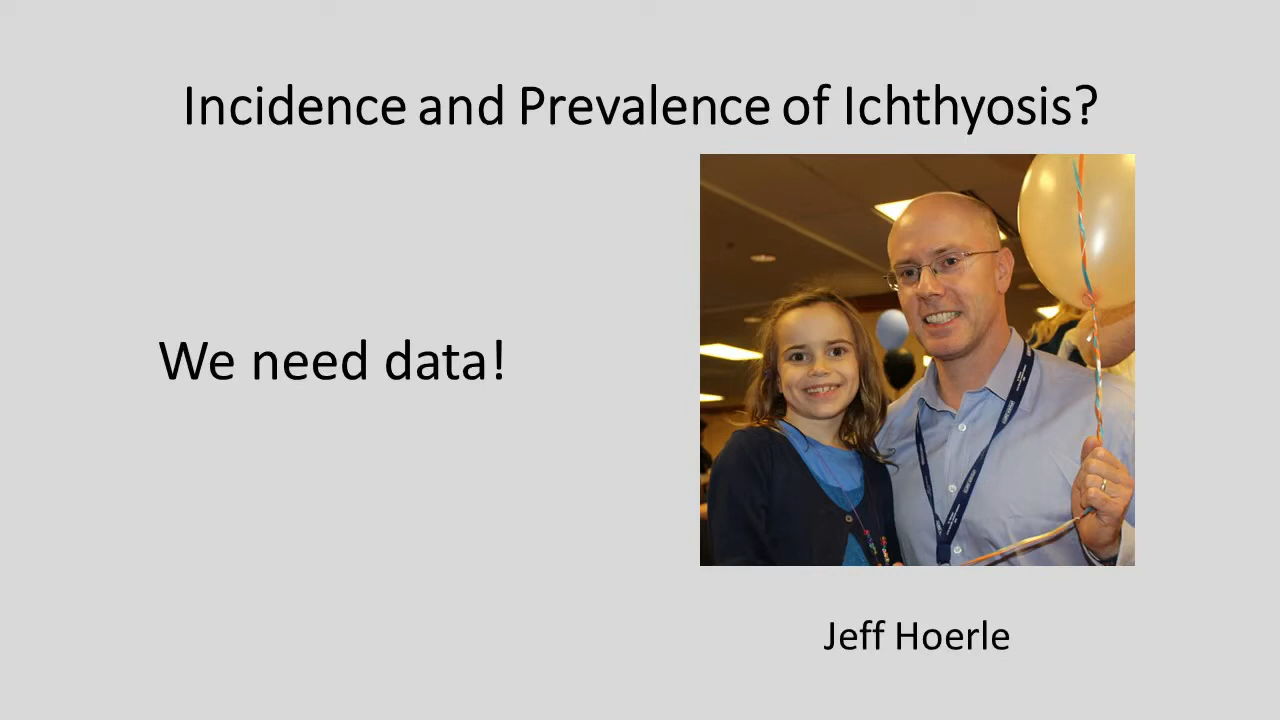 Incidence and Prevalence of Ichthyosis?
We need data!
Jeff Hoerle